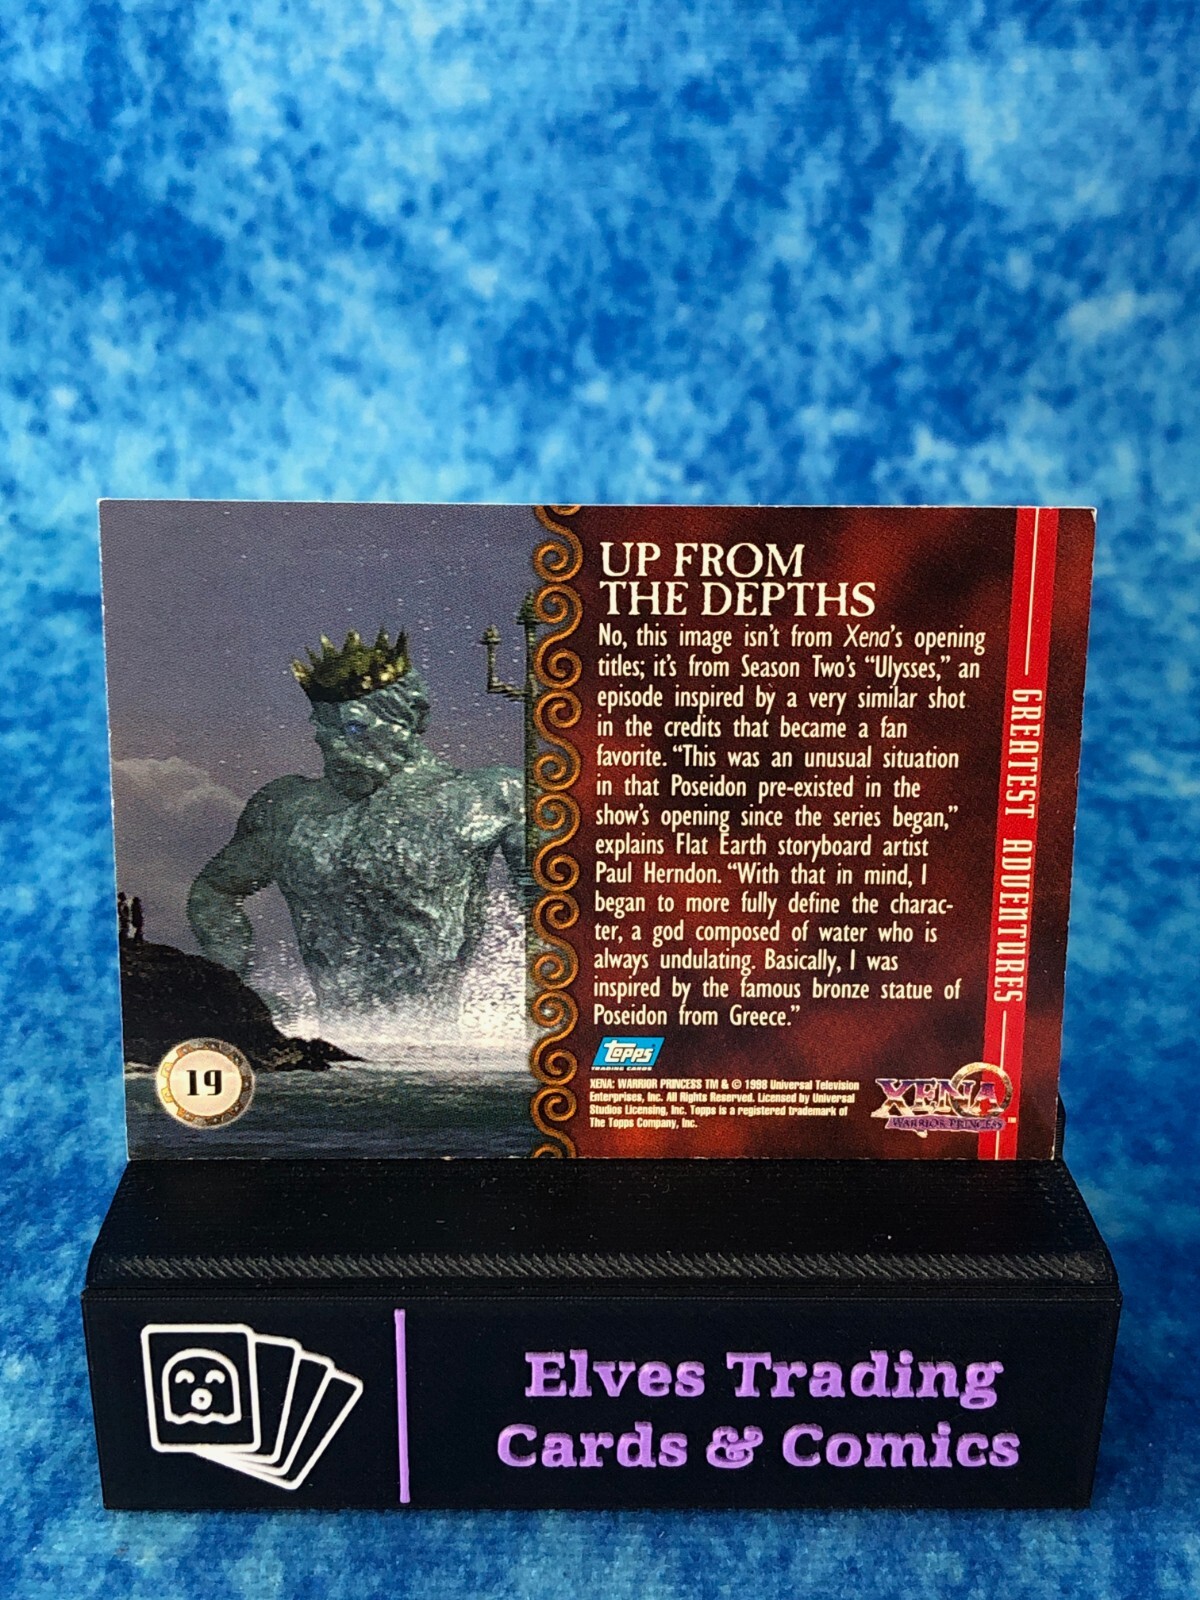 UP FROM
THE DEPTHS
No, this image isn't from Xena's opening
titles; it's from Season Two's “Ulysses,” an
episode inspired by a very similar shot
in the credits that became a fan
favorite. “This was an unusual situation
in that Poseidon pre-existed in the
show's opening since the series began,”
explains Flat Earth storyboard artist
Paul Herndon. “With that in mind, I
began to more fully define the charac-
ter, a god composed of water who is
always undulating. Basically, I was
inspired by the famous bronze statue of
Poseidon from Greece.”
GREATEST ADVENTURES
19
TOPPS
TRADING CARDS
XENA: WARRIOR PRINCESS TM & © 1998 Universal Television
Enterprises, Inc. All Rights Reserved. Licensed by Universal
Studios Licensing, Inc. Topps is a registered trademark of
The Topps Company, Inc.
XENA
WARRIOR PRINCESS™
Elves Trading
Cards & Comics